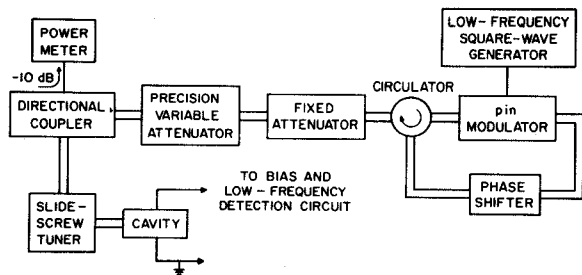 POWER
METER
-10 dB
DIRECTIONAL
COUPLER
PRECISION
VARIABLE
ATTENUATOR
FIXED
ATTENUATOR
CIRCULATOR
LOW-FREQUENCY
SQUARE-WAVE
GENERATOR
pin
MODULATOR
PHASE
SHIFTER
SLIDE-
SCREW
TUNER
CAVITY
TO BIAS AND
LOW-FREQUENCY
DETECTION CIRCUIT